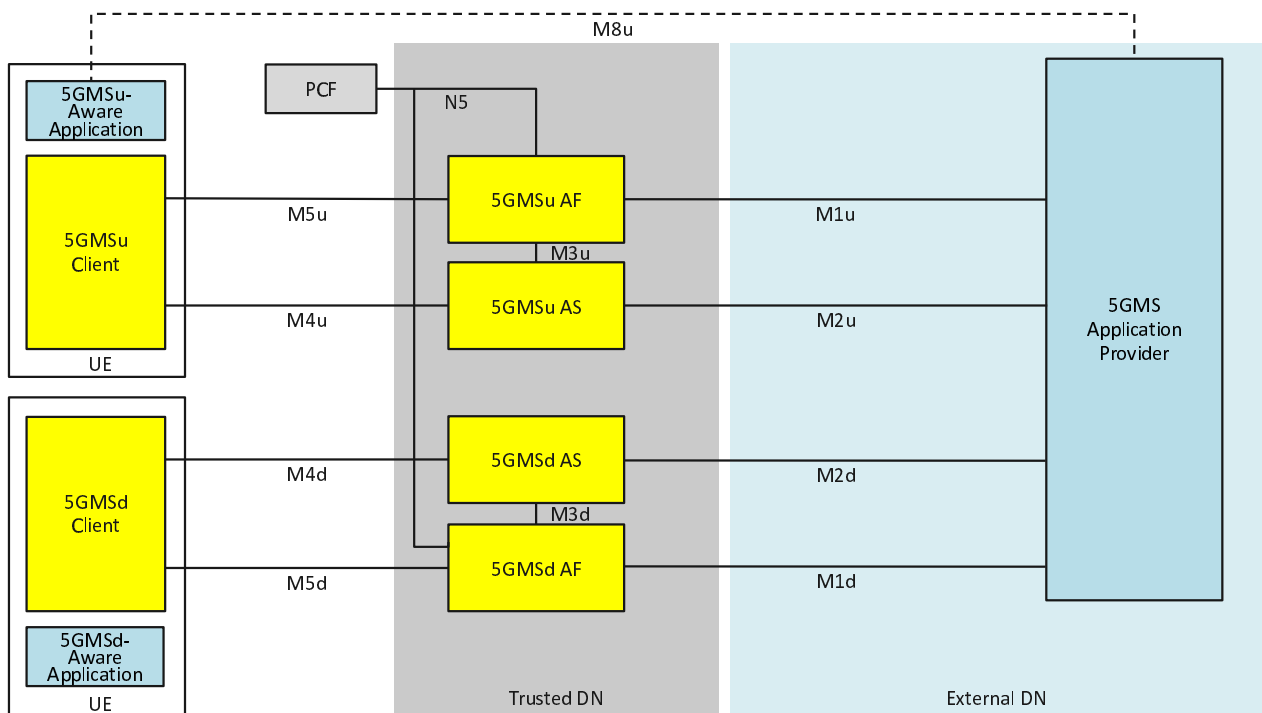 M8u
5GMSu-
Aware
Application
PCF
N5
5GMSu
Client
UE
M5u
5GMSu AF
M1u
M3u
M4u
5GMSu AS
M2u
5GMS
Application
Provider
5GMSd
Client
M4d
5GMSd AS
M2d
M3d
M5d
5GMSd AF
M1d
5GMSd-
Aware
Application
UE
Trusted DN
External DN